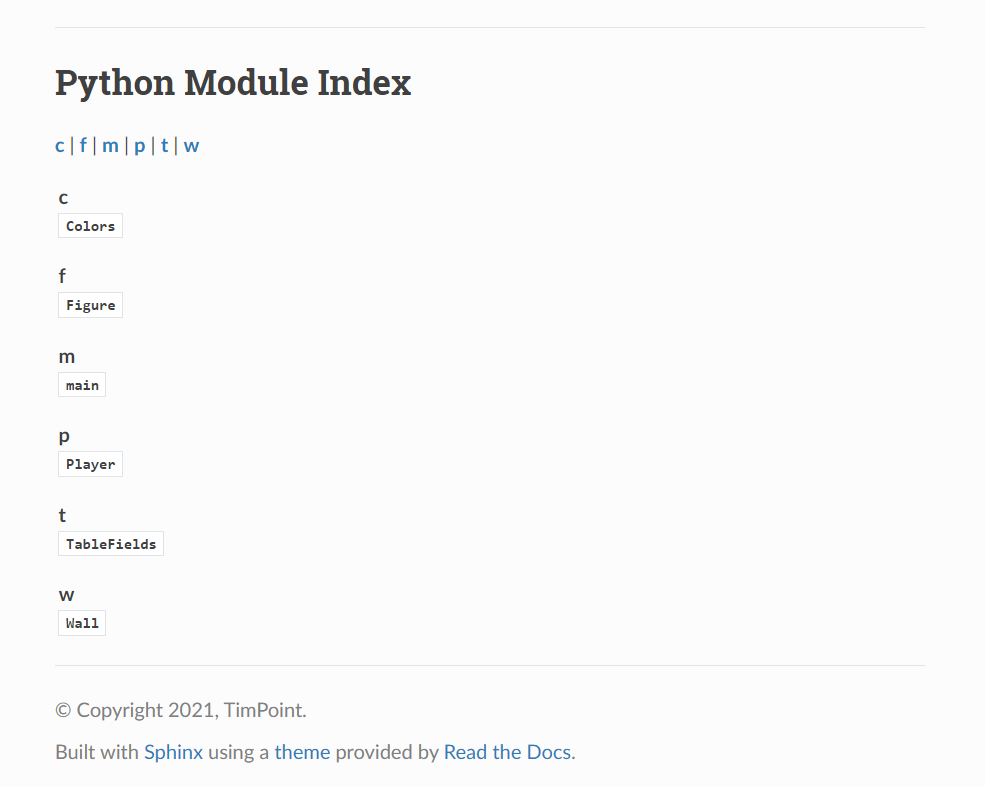 Python Module Index
c | f | m | p | t | w
c
Colors
f
Figure
m
main
p
Player
t
TableFields
w
Wall
© Copyright 2021, TimPoint.
Built with Sphinx using a theme provided by Read the Docs.